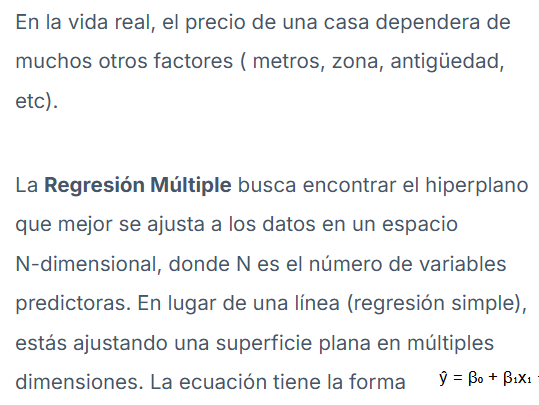 En la vida real, el precio de una casa dependera de
muchos otros factores ( metros, zona, antigüedad,
etc).
La Regresión Múltiple busca encontrar el hiperplano
que mejor se ajusta a los datos en un espacio
N-dimensional, donde N es el número de variables
predictoras. En lugar de una línea (regresión simple),
estás ajustando una superficie plana en múltiples
dimensiones. La ecuación tiene la forma ŷ = β₀ + β₁x₁